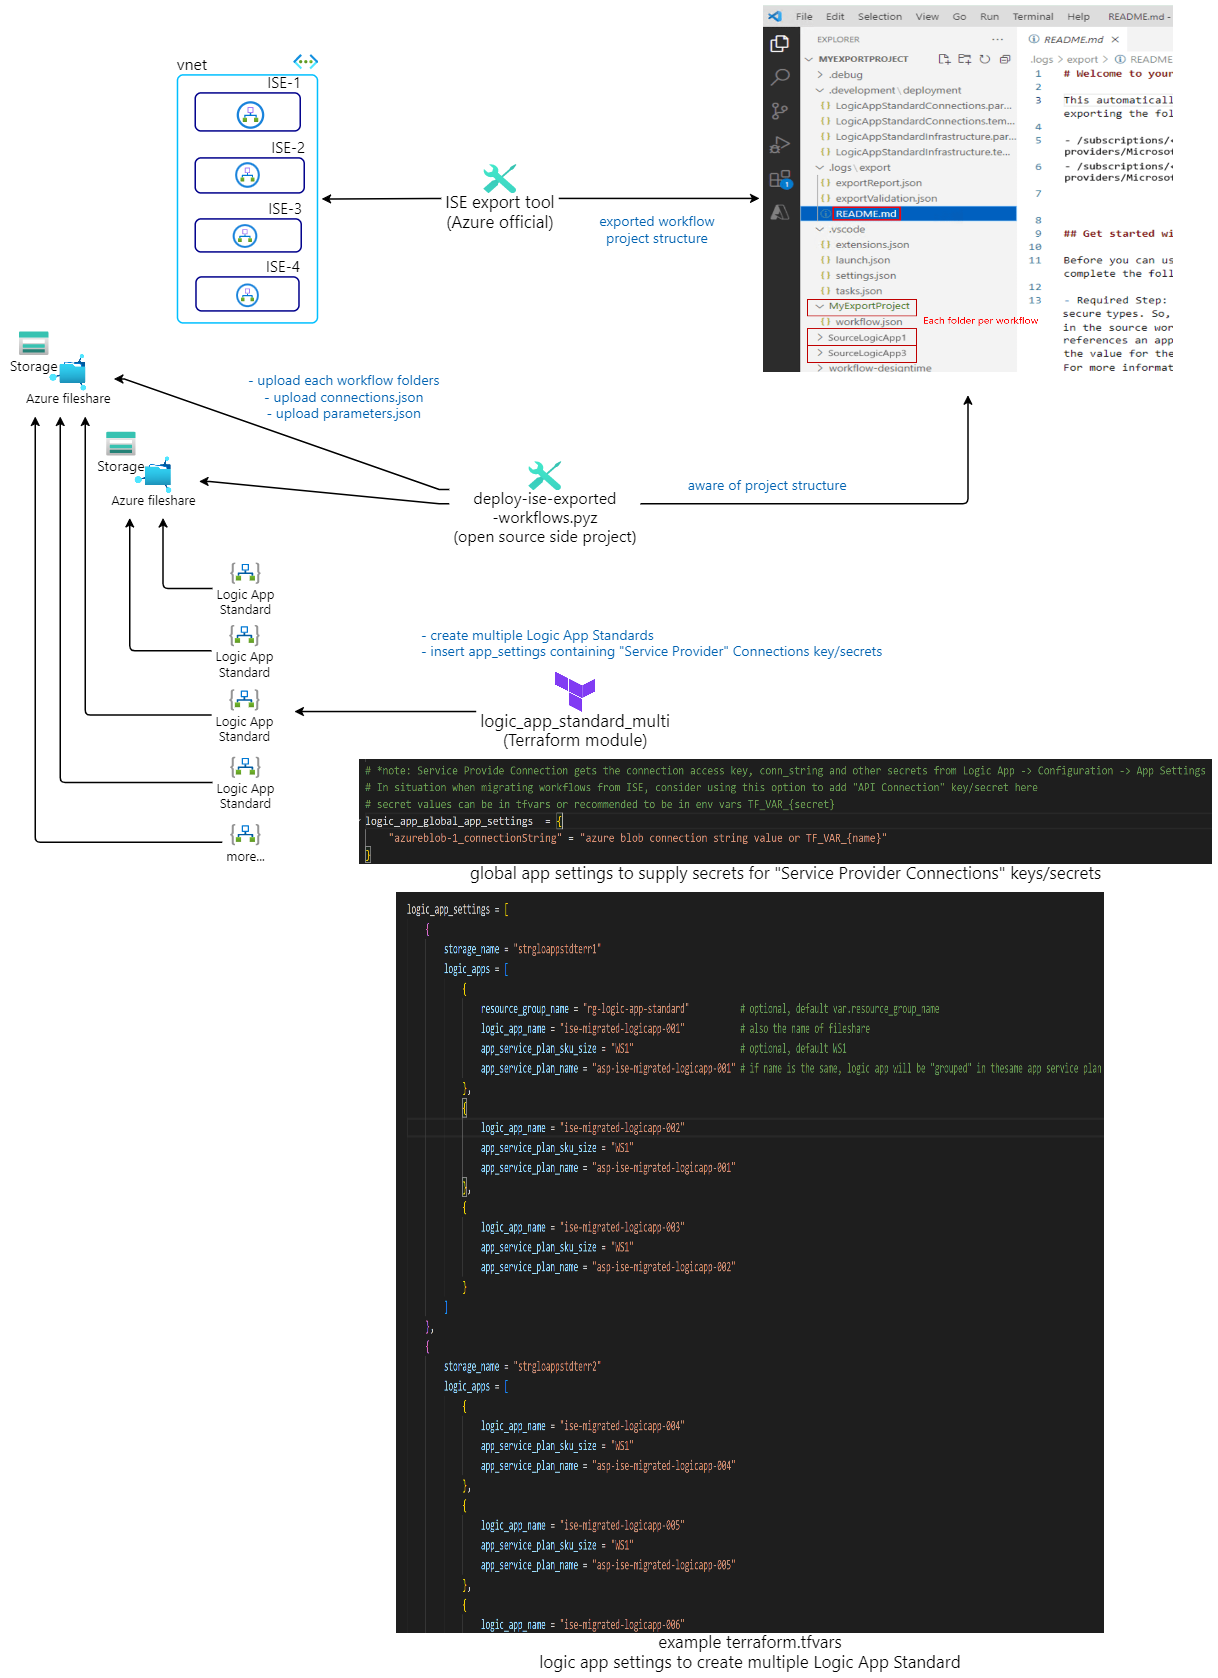 vnet
ISE-1
ISE-2
ISE-3
ISE-4
ISE export tool
(Azure official)
exported workflow
project structure
File Edit Selection View Go Run Terminal Help README.md -
EXPLORER ···
MYEXPORTPROJECT
.debug
.development \ deployment
LogicAppStandardConnections.par...
LogicAppStandardConnections.tem...
LogicAppStandardInfrastructure.par...
LogicAppStandardInfrastructure.te...
.logs \ export
exportReport.json
exportValidation.json
README.md
.vscode
extensions.json
launch.json
settings.json
tasks.json
MyExportProject
workflow.json
SourceLogicApp1
SourceLogicApp3
workflow-designtime
1
Each folder per workflow
README.md
.logs > export > README
1 # Welcome to your
2
3 This automaticall
exporting the fol
4
5 - /subscriptions/<
providers/Microsof
6 - /subscriptions/<
providers/Microsof
7
8
9 ## Get started wi
10
11 Before you can us
complete the foll
12
13 - Required Step:
secure types. So,
in the source wor
references an app
the value for the
For more informat
Storage
Azure fileshare
- upload each workflow folders
- upload connections.json
- upload parameters.json
Storage
Azure fileshare
deploy-ise-exported
-workflows.pyz
(open source side project)
aware of project structure
Logic App
Standard
Logic App
Standard
Logic App
Standard
Logic App
Standard
more...
- create multiple Logic App Standards
- insert app_settings containing "Service Provider" Connections key/secrets
logic_app_standard_multi
(Terraform module)
# *note: Service Provide Connection gets the connection access key, conn_string and other secrets from Logic App -> Configuration -> App Settings
# In situation when migrating workflows from ISE, consider using this option to add "API Connection" key/secret here
# secret values can be in tfvars or recommended to be in env vars TF_VAR_{secret}
logic_app_global_app_settings = {
"azureblob-1_connectionString" = "azure blob connection string value or TF_VAR_{name}"
}
global app settings to supply secrets for "Service Provider Connections" keys/secrets
logic_app_settings = [
{
storage_name = "strgloappstdterr1"
logic_apps = [
{
resource_group_name = "rg-logic-app-standard" # optional, default var.resource_group_name
logic_app_name = "ise-migrated-logicapp-001" # also the name of fileshare
app_service_plan_sku_size = "WS1" # optional, default WS1
app_service_plan_name = "asp-ise-migrated-logicapp-001" # if name is the same, logic app will be "grouped" in thesame app service plan
},
{
logic_app_name = "ise-migrated-logicapp-002"
app_service_plan_sku_size = "WS1"
app_service_plan_name = "asp-ise-migrated-logicapp-001"
},
{
logic_app_name = "ise-migrated-logicapp-003"
app_service_plan_sku_size = "WS1"
app_service_plan_name = "asp-ise-migrated-logicapp-002"
}
]
},
{
storage_name = "strgloappstdterr2"
logic_apps = [
{
logic_app_name = "ise-migrated-logicapp-004"
app_service_plan_sku_size = "WS1"
app_service_plan_name = "asp-ise-migrated-logicapp-004"
},
{
logic_app_name = "ise-migrated-logicapp-005"
app_service_plan_sku_size = "WS1"
app_service_plan_name = "asp-ise-migrated-logicapp-005"
},
{
logic_app_name = "ise-migrated-logicapp-006"
example terraform.tfvars
logic app settings to create multiple Logic App Standard